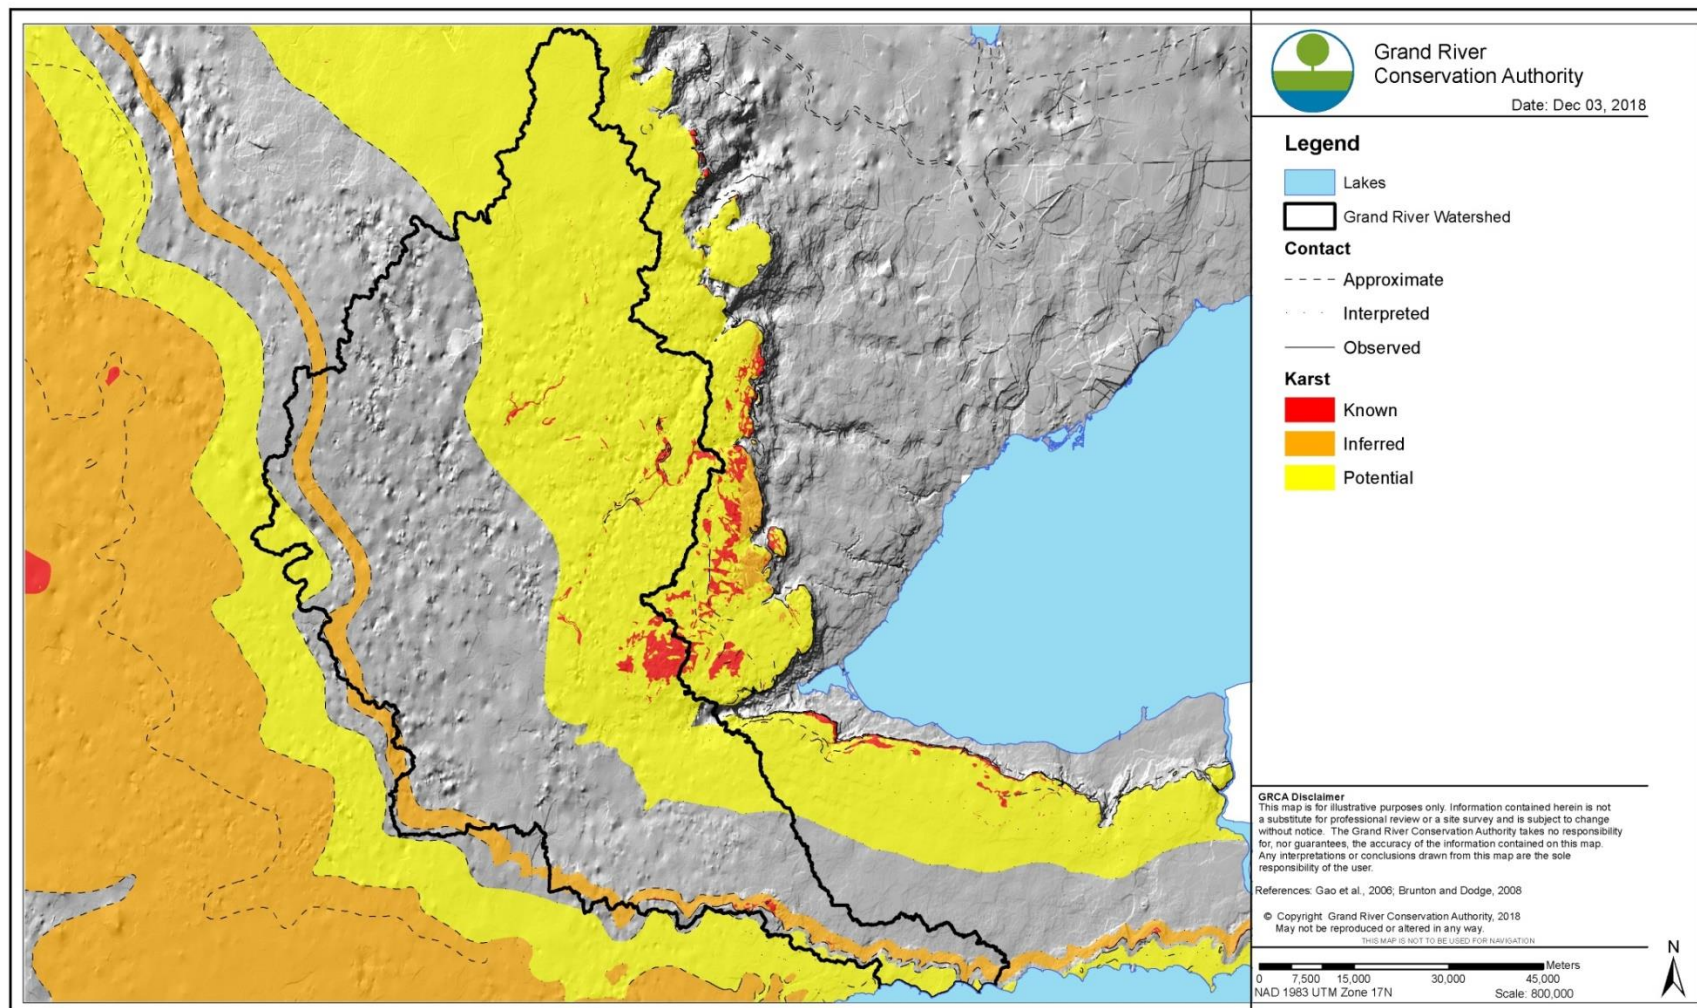 Grand River
Conservation Authority
Date: Dec 03, 2018
Legend
Lakes
Grand River Watershed
Contact
Approximate
Interpreted
Observed
Karst
Known
Inferred
Potential
GRCA Disclaimer
This map is for illustrative purposes only. Information contained herein is not
a substitute for professional review or a site survey and is subject to change
without notice. The Grand River Conservation Authority takes no responsibility
for, nor guarantees, the accuracy of the information contained on this map.
Any interpretations or conclusions drawn from this map are the sole
responsibility of the user.
References: Gao et al., 2006; Brunton and Dodge, 2008
© Copyright Grand River Conservation Authority, 2018
May not be reproduced or altered in any way.
THIS MAP IS NOT TO BE USED FOR NAVIGATION
N
Meters
0 7,500 15,000 30,000 45,000
NAD 1983 UTM Zone 17N Scale: 800,000